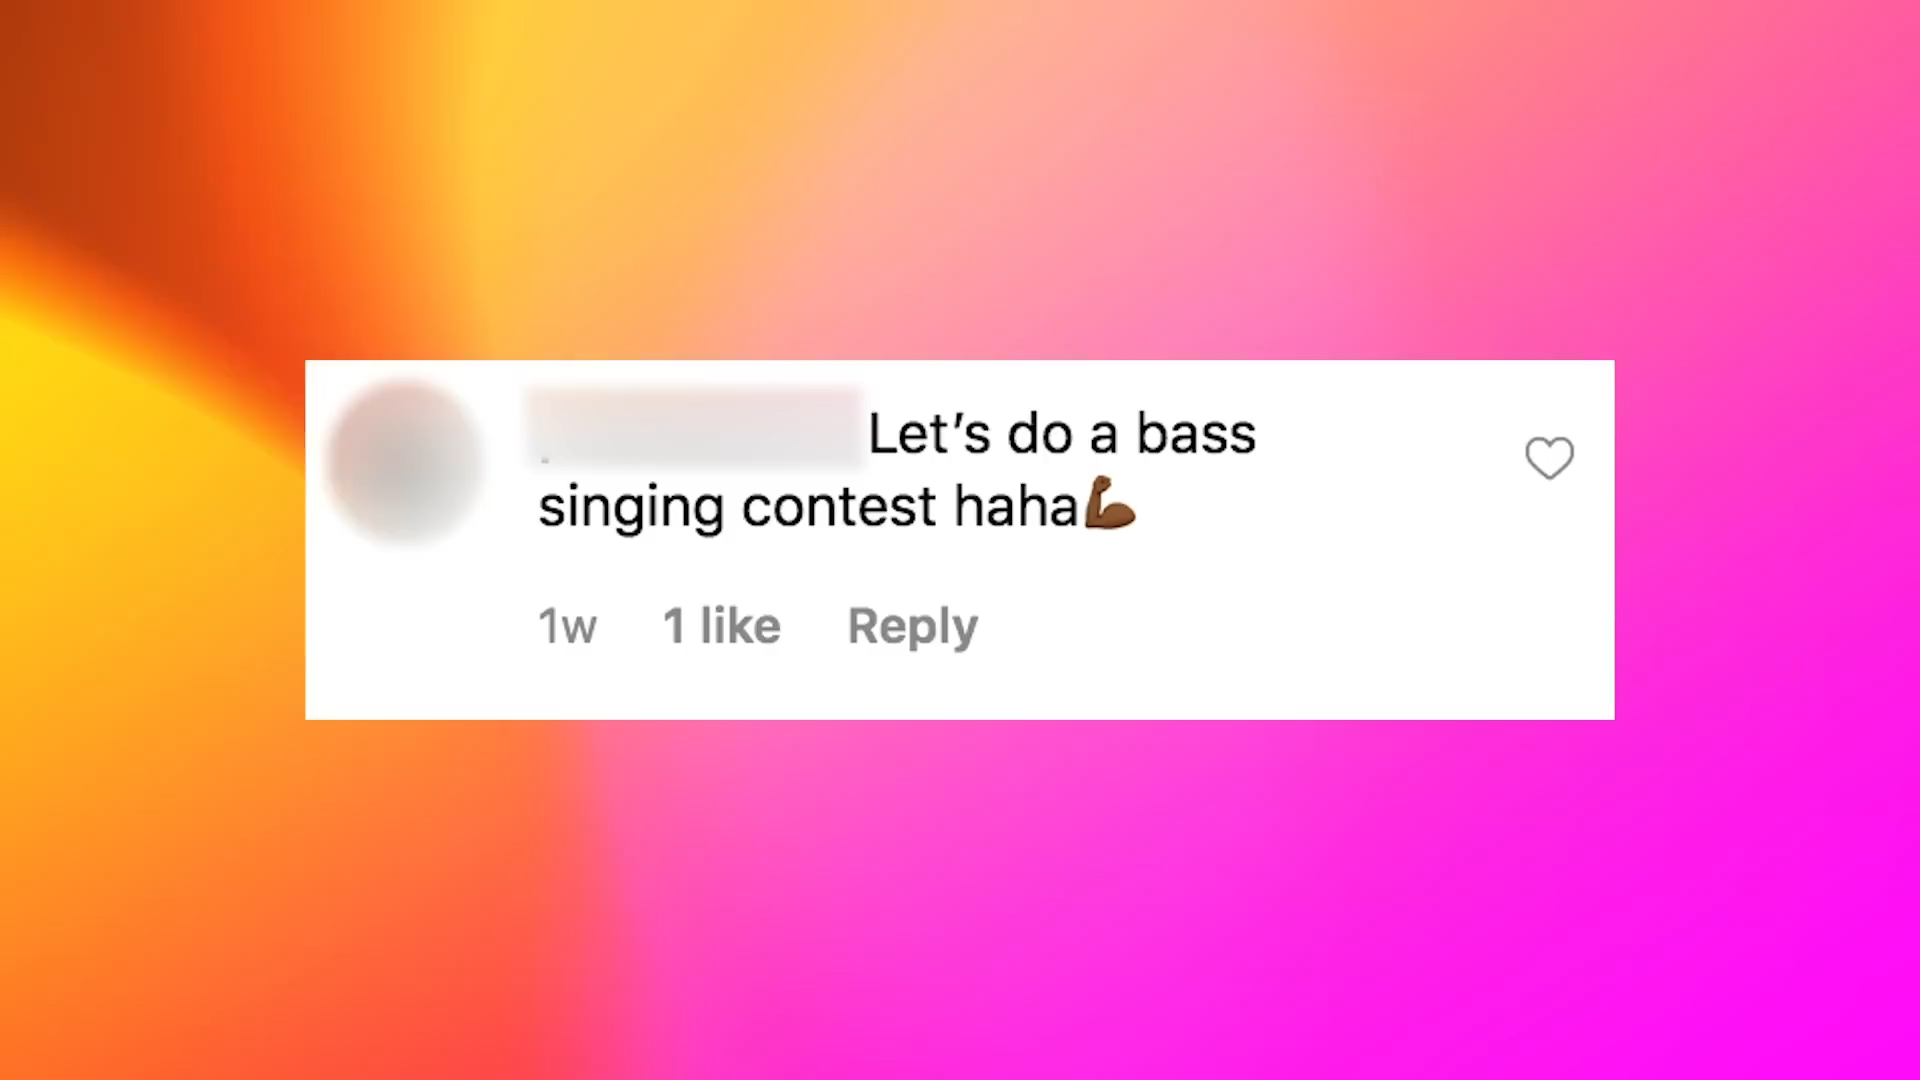 Let’s do a bass
singing contest haha💪🏾
1w 1 like Reply